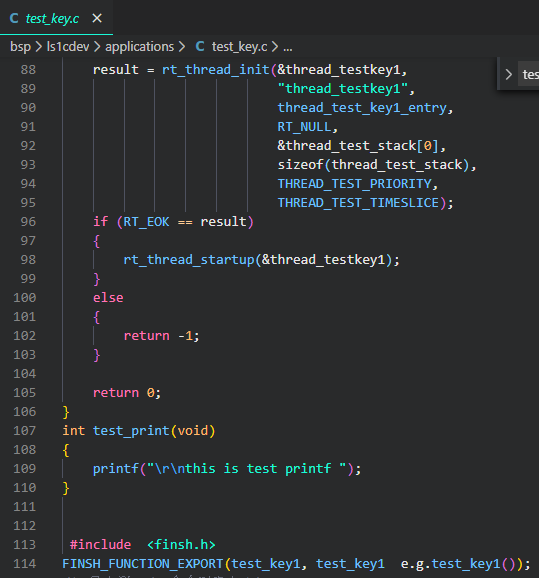 C test_key.c ×
bsp > ls1cdev > applications > C test_key.c > ...
> tes
88 result = rt_thread_init(&thread_testkey1,
89 "thread_testkey1",
90 thread_test_key1_entry,
91 RT_NULL,
92 &thread_test_stack[0],
93 sizeof(thread_test_stack),
94 THREAD_TEST_PRIORITY,
95 THREAD_TEST_TIMESLICE);
96 if (RT_EOK == result)
97 {
98 rt_thread_startup(&thread_testkey1);
99 }
100 else
101 {
102 return -1;
103 }
104
105 return 0;
106 }
107 int test_print(void)
108 {
109 printf("\r\nthis is test printf ");
110 }
111
112
113 #include <finsh.h>
114 FINSH_FUNCTION_EXPORT(test_key1, test_key1 e.g.test_key1());